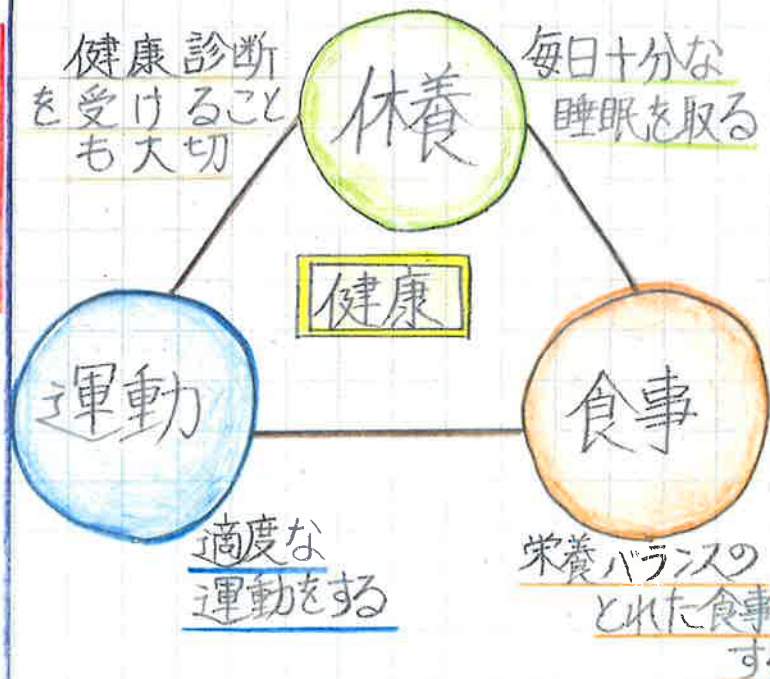 健康診断
を受けること
も大切
休養
毎日十分な
睡眠を取る
健康
運動
食事
適度な
運動をする
栄養バランスの
とれた食事
す